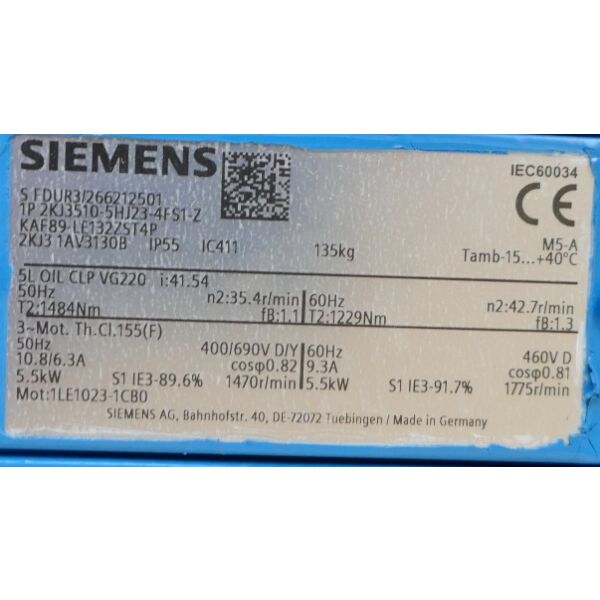 SIEMENS
IEC60034
S FDUR3/266212501
1P 2KJ3510-5HJ23-4FS1-Z
CE
KAF89-LE132ZST4P
M5-A
2KJ3 1AV3130B IP55 IC411 135kg Tamb-15...+40°C
5L OIL CLP VG220 i:41.54
50Hz n2:35.4r/min 60Hz n2:42.7r/min
T2:1484Nm fB:1.1 T2:1229Nm fB:1.3
3~Mot. Th.Cl.155(F)
50Hz 400/690V D/Y 60Hz 460V D
10.8/6.3A cosφ0.82 9.3A cosφ0.81
5.5kW S1 IE3-89.6% 1470r/min 5.5kW S1 IE3-91.7% 1775r/min
Mot:1LE1023-1CB0
SIEMENS AG, Bahnhofstr. 40, DE-72072 Tuebingen / Made in Germany